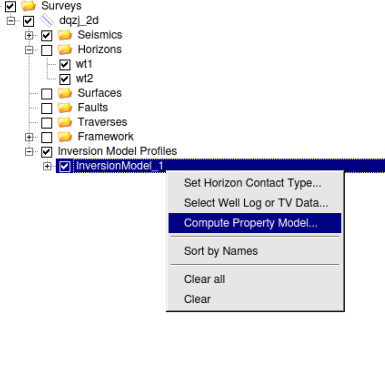 Surveys
dqzj_2d
Seismics
Horizons
wt1
wt2
Surfaces
Faults
Traverses
Framework
Inversion Model Profiles
InversionModel_1
Set Horizon Contact Type...
Select Well Log or TV Data...
Compute Property Model...
Sort by Names
Clear all
Clear